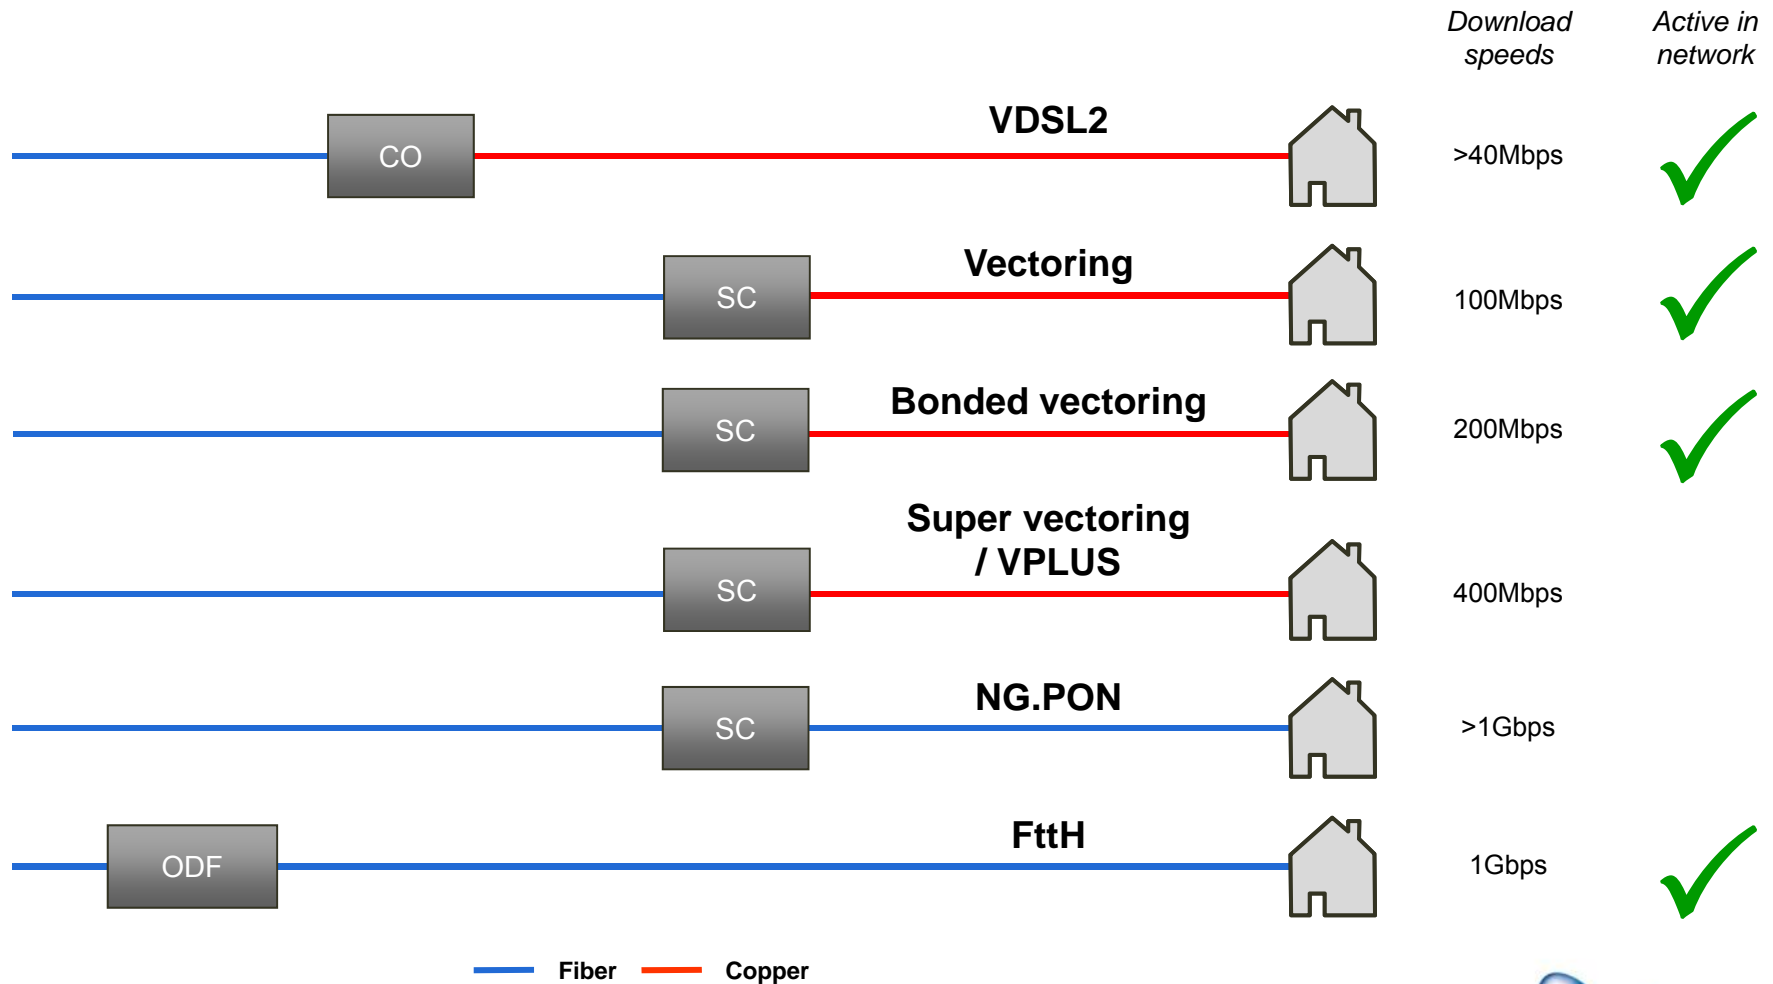 Download
speeds
Active in
network
VDSL2
CO
>40Mbps
Vectoring
SC
100Mbps
Bonded vectoring
SC
200Mbps
Super vectoring
/ VPLUS
SC
400Mbps
NG.PON
SC
>1Gbps
FttH
ODF
1Gbps
Fiber
Copper